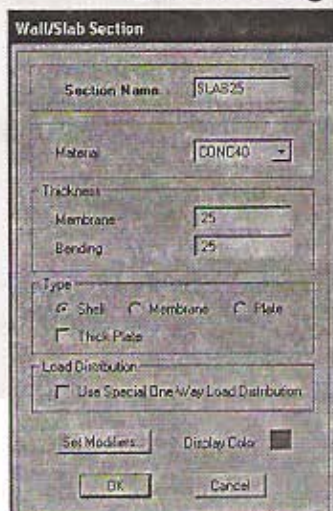 Wall/Slab Section
Section Name SLAB25
Material CONC40
Thickness
Membrane .25
Bending .25
Type
Shell Membrane Plate
Thick Plate
Load Distribution
Use Special One-Way Load Distribution
Set Modifiers... Display Color
OK Cancel